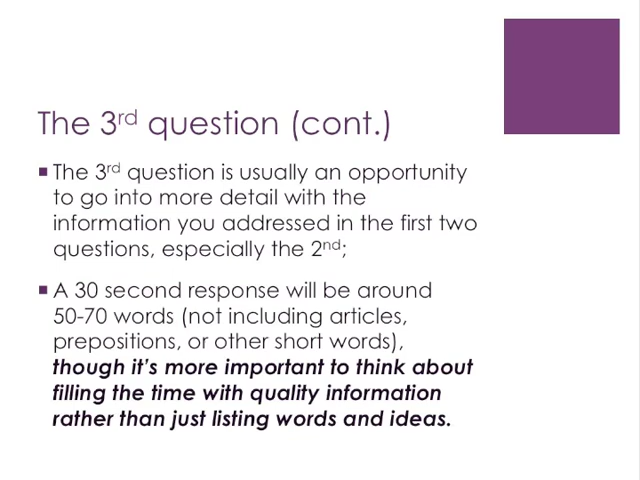 The 3rd question (cont.)
The 3rd question is usually an opportunity
to go into more detail with the
information you addressed in the first two
questions, especially the 2nd;
A 30 second response will be around
50-70 words (not including articles,
prepositions, or other short words),
though it's more important to think about
filling the time with quality information
rather than just listing words and ideas.